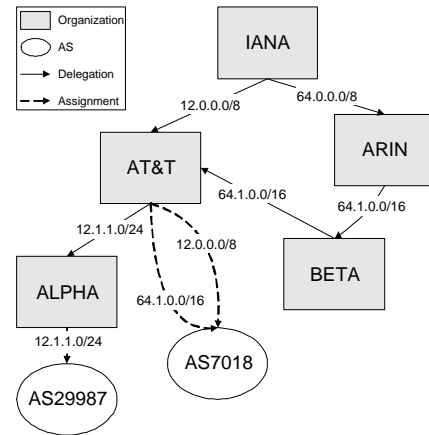 Organization
AS
Delegation
Assignment
IANA
12.0.0.0/8
64.0.0.0/8
AT&T
ARIN
64.1.0.0/16
64.1.0.0/16
12.1.1.0/24
12.0.0.0/8
ALPHA
64.1.0.0/16
BETA
12.1.1.0/24
AS7018
AS29987